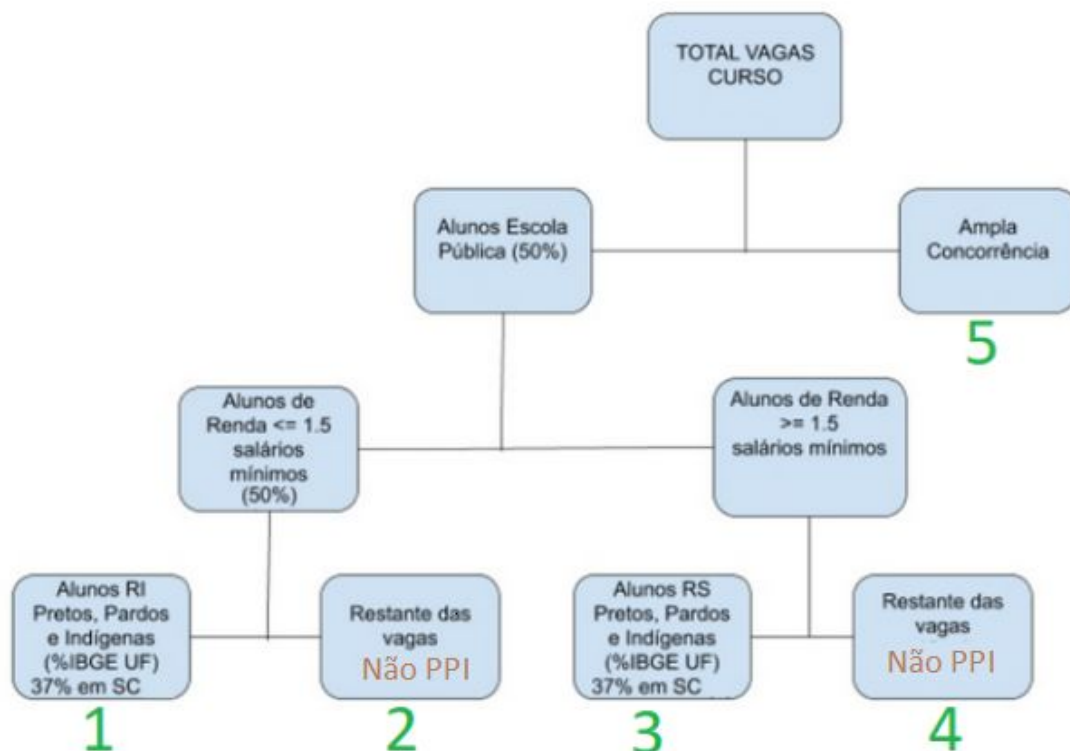 TOTAL VAGAS
CURSO
Alunos Escola
Pública (50%)
Ampla
Concorrência
5
Alunos de
Renda <= 1.5
salários
mínimos
(50%)
Alunos de Renda
>= 1.5
salários mínimos
Alunos RI
Pretos, Pardos
e Indígenas
(%IBGE UF)
37% em SC
1
Restante das
vagas
Não PPI
2
Alunos RS
Pretos, Pardos
e Indígenas
(%IBGE UF)
37% em SC
3
Restante das
vagas
Não PPI
4